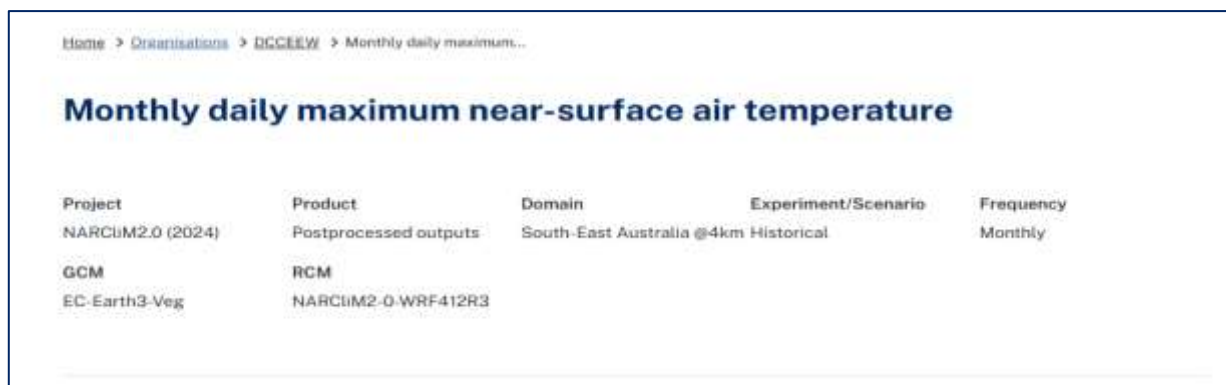 Home > Organisations > DCCEEW > Monthly daily maximum...
Monthly daily maximum near-surface air temperature
Project Product Domain Experiment/Scenario Frequency
NARCliM2.0 (2024) Postprocessed outputs South-East Australia @4km Historical Monthly
GCM RCM
EC-Earth3-Veg NARCliM2-0-WRF412R3